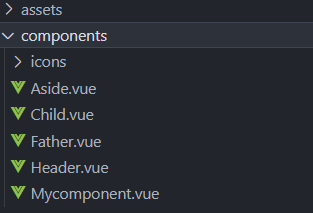 assets
components
icons
Aside.vue
Child.vue
Father.vue
Header.vue
Mycomponent.vue